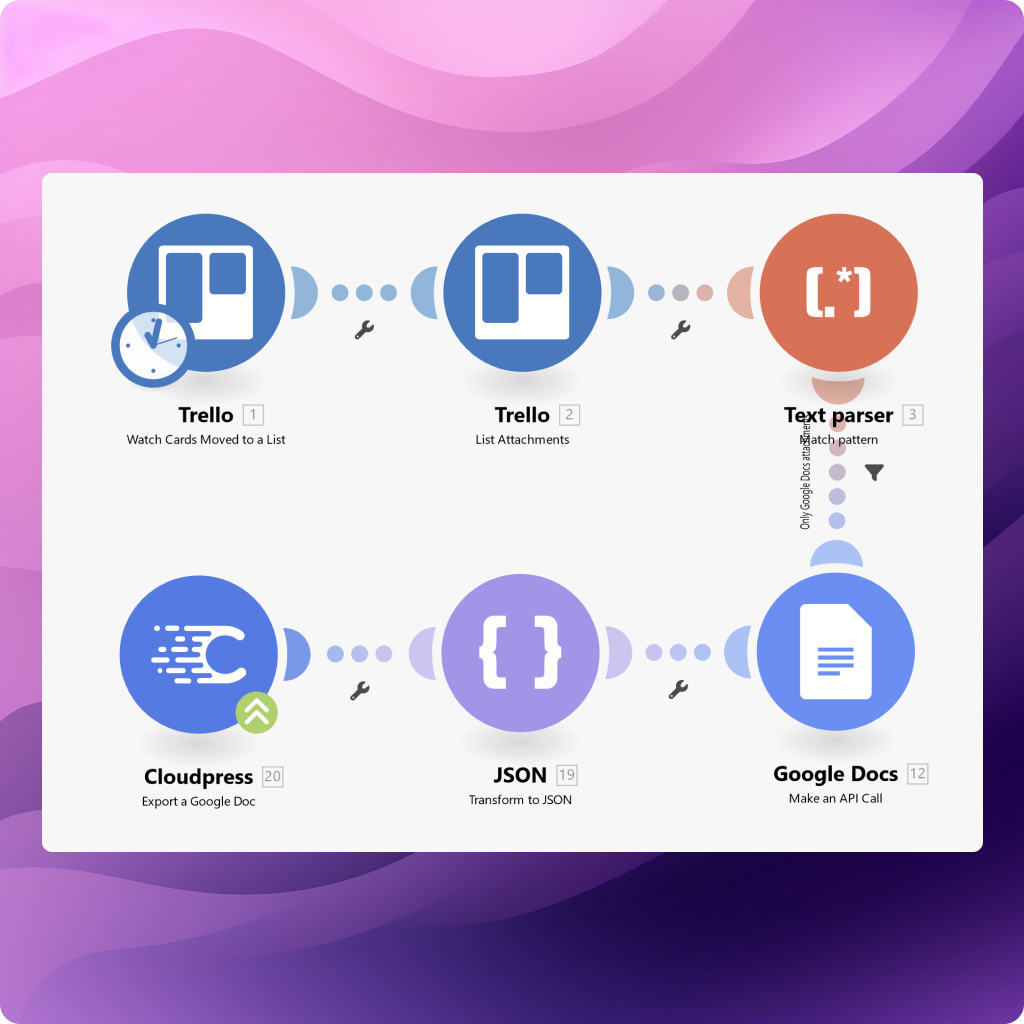 Trello 1
Watch Cards Moved to a List
Trello 2
List Attachments
[.*]
Text parser 3
Match pattern
Only Google Docs attachments
{ }
Cloudpress 20
Export a Google Doc
JSON 19
Transform to JSON
Google Docs 12
Make an API Call